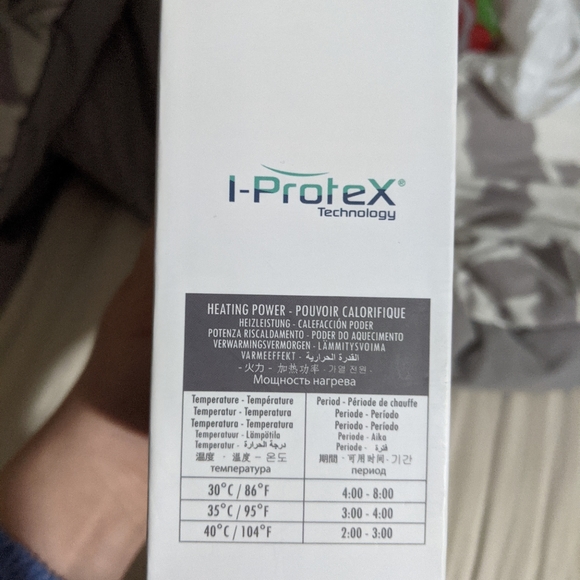 I-ProteX®
Technology
HEATING POWER - POUVOIR CALORIFIQUE
HEIZLEISTUNG - CALEFACCIÓN PODER
POTENZA RISCALDAMENTO - PODER DO AQUECIMENTO
VERWARMINGSVERMORGEN - LÄMMITYSVOIMA
VARMEEFFEKT - القدرة الحرارية -
- 火力 - 加热功率 - 가열 전원 -
Мощность нагрева
Temperature - Température
Temperatur - Temperatura
Temperatura - Temperatura
Temperatuur - Lämpötila
Temperatur - درجة الحرارة -
温度 - 温度 - 온도
температура
Period - Période de chauffe
Periode - Período
Periodo - Período
Periode - Aika
Periode - فترة -
期間 - 可用时间 - 기간
период
30°C / 86°F 4:00 - 8:00
35°C / 95°F 3:00 - 4:00
40°C / 104°F 2:00 - 3:00